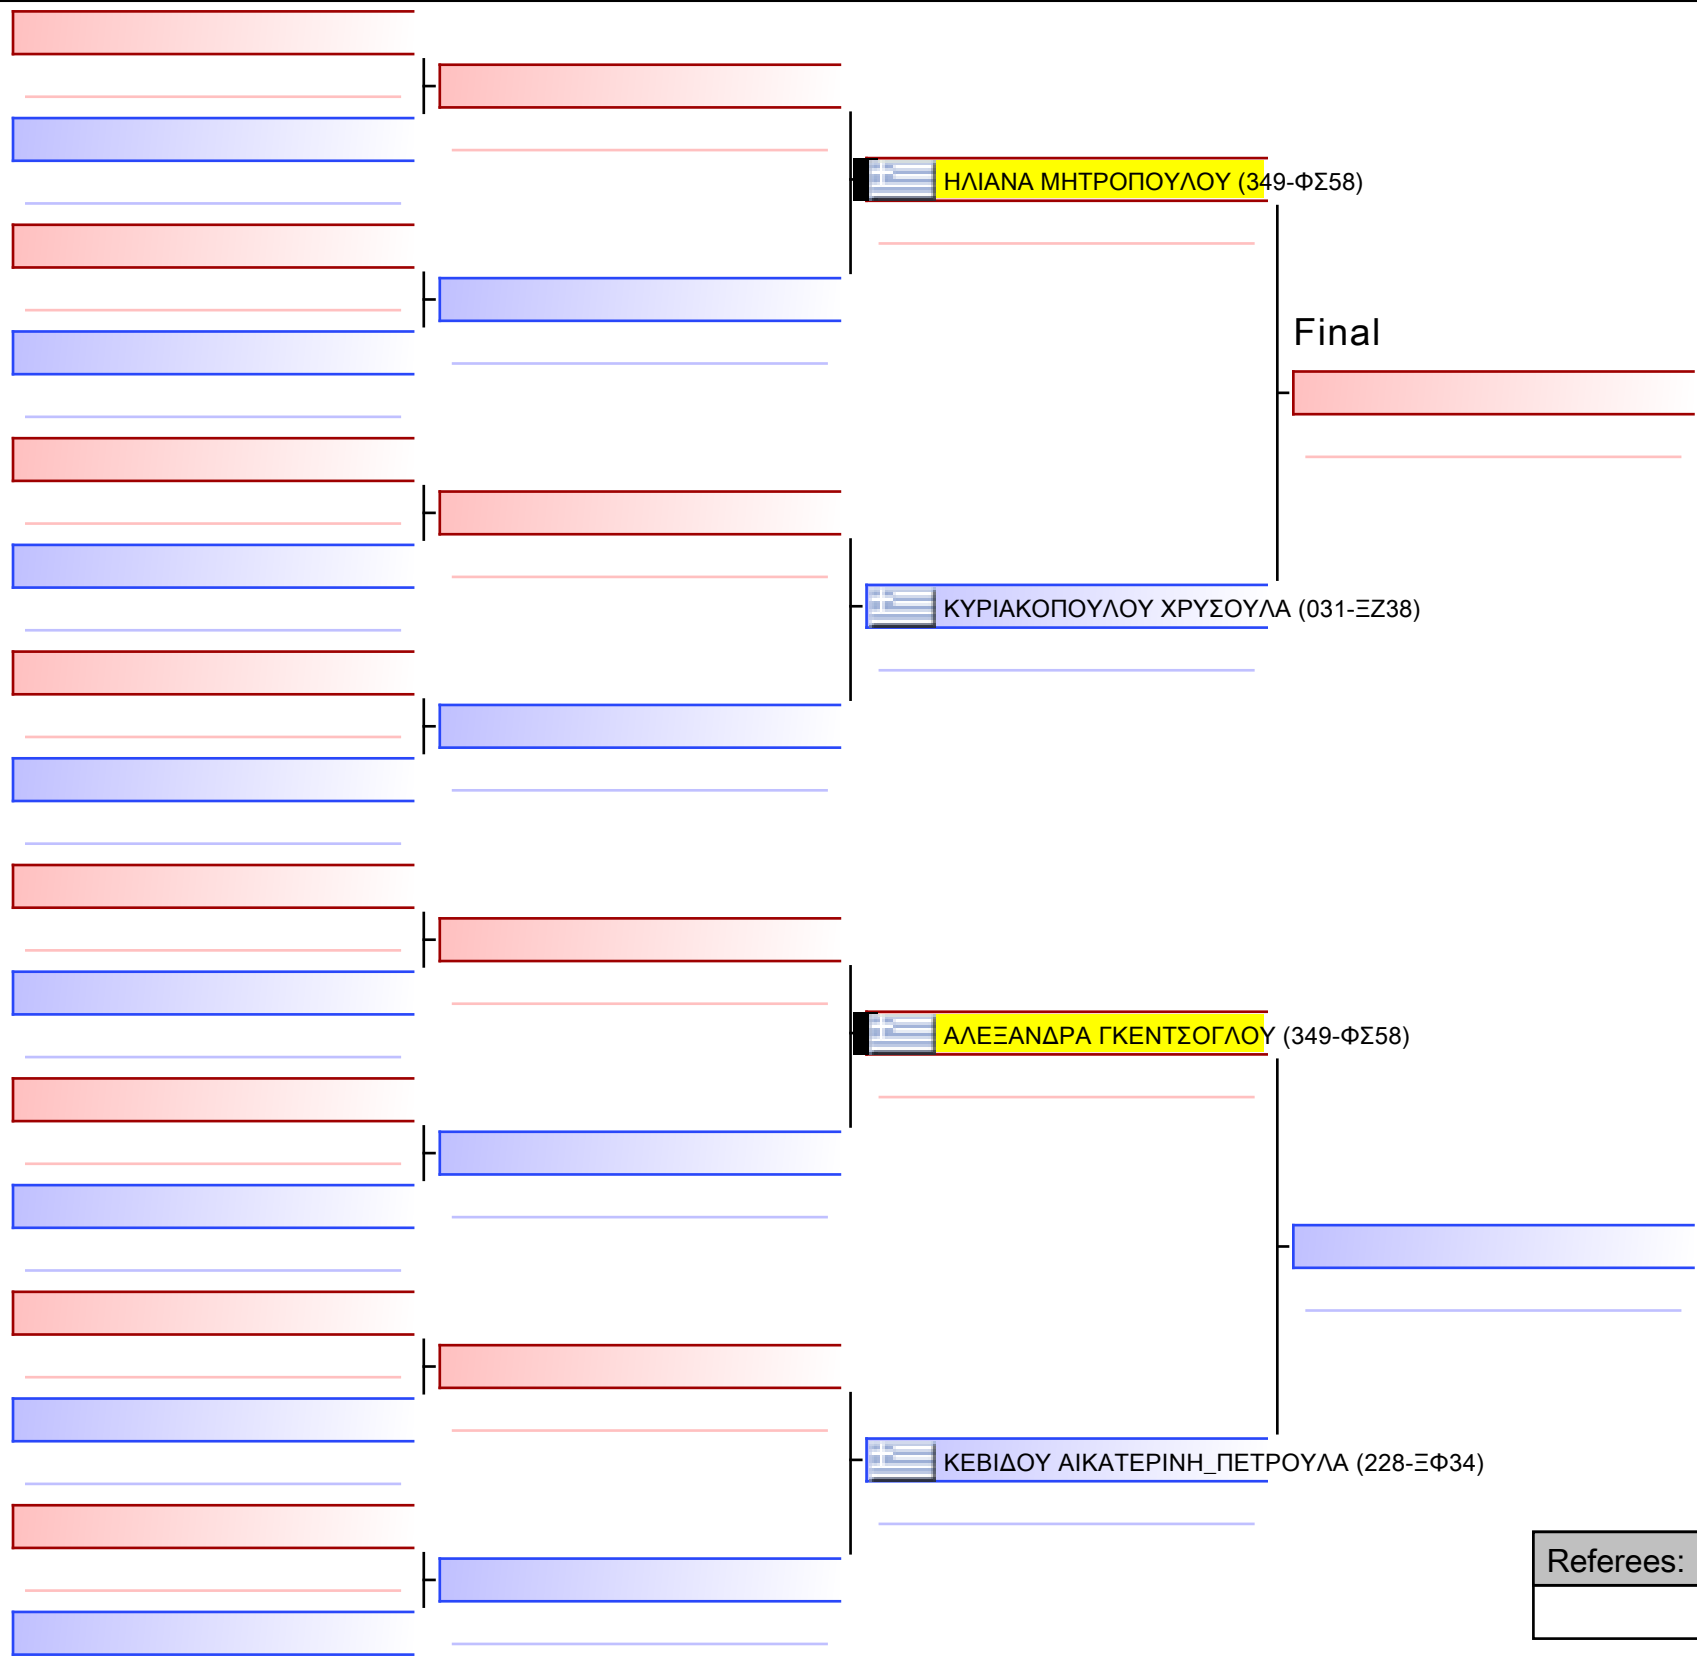 ΗΛΙΑΝΑ ΜΗΤΡΟΠΟΥΛΟΥ (349-ΦΣ58)
Final
ΚΥΡΙΑΚΟΠΟΥΛΟΥ ΧΡΥΣΟΥΛΑ (031-ΞΖ38)
ΑΛΕΞΑΝΔΡΑ ΓΚΕΝΤΣΟΓΛΟΥ (349-ΦΣ58)
ΚΕΒΙΔΟΥ ΑΙΚΑΤΕΡΙΝΗ_ΠΕΤΡΟΥΛΑ (228-ΞΦ34)
Referees: